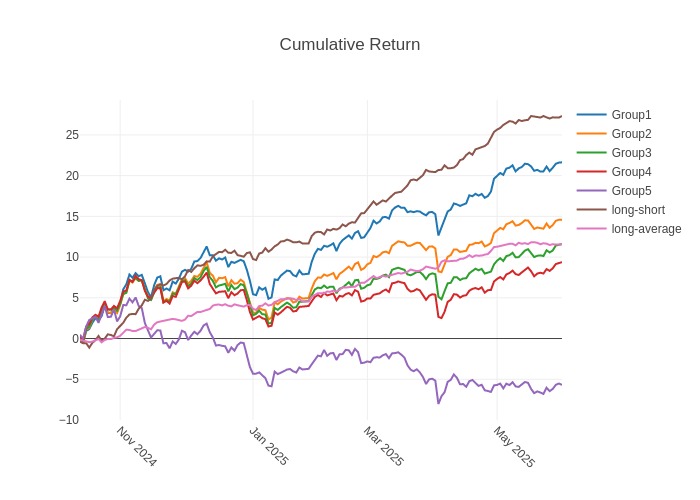 Cumulative Return
25
20
15
10
5
0
−5
−10
Nov 2024
Jan 2025
Mar 2025
May 2025
Group1
Group2
Group3
Group4
Group5
long-short
long-average